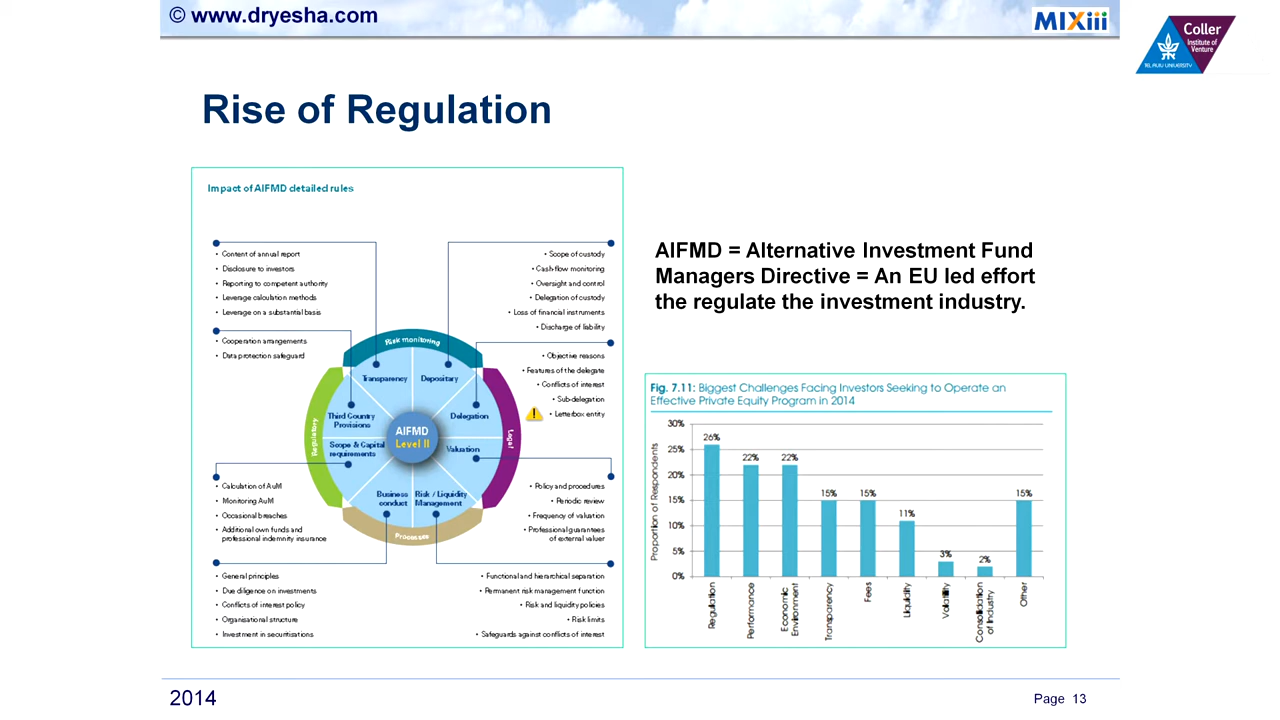 © www.dryesha.com
MIXiii
Coller
Institute of
Venture
TEL AVIV UNIVERSITY
Rise of Regulation
Impact of AIFMD detailed rules
• Content of annual report
• Disclosure to investors
• Reporting to competent authority
• Leverage calculation methods
• Leverage on a substantial basis
• Cooperation arrangements
• Data protection safeguard
• Scope of custody
• Cash-flow monitoring
• Oversight and control
• Delegation of custody
• Loss of financial instruments
• Discharge of liability
• Objective reasons
• Features of the delegate
• Conflicts of interest
• Sub-delegation
• Letterbox entity
!
Risk monitoring
Transparency
Depositary
Third Country
Provisions
Delegation
AIFMD
Level II
Regulatory
Legal
Scope & Capital
requirements
Valuation
Business
conduct
Risk / Liquidity
Management
Processes
• Calculation of AuM
• Monitoring AuM
• Occasional breaches
• Additional own funds and
professional indemnity insurance
• Policy and procedures
• Periodic review
• Frequency of valuation
• Professional guarantees
of external valuer
• General principles
• Due diligence on investments
• Conflicts of interest policy
• Organisational structure
• Investment in securitisations
• Functional and hierarchical separation
• Permanent risk management function
• Risk and liquidity policies
• Risk limits
• Safeguards against conflicts of interest
AIFMD = Alternative Investment Fund
Managers Directive = An EU led effort
the regulate the investment industry.
Fig. 7.11: Biggest Challenges Facing Investors Seeking to Operate an
Effective Private Equity Program in 2014
Proportion of Respondents
30%
25%
20%
15%
10%
5%
0%
26%
22%
22%
15%
15%
11%
3%
2%
15%
Regulation
Performance
Economic
Environment
Transparency
Fees
Liquidity
Volatility
Consolidation
of Industry
Other
2014
Page 13